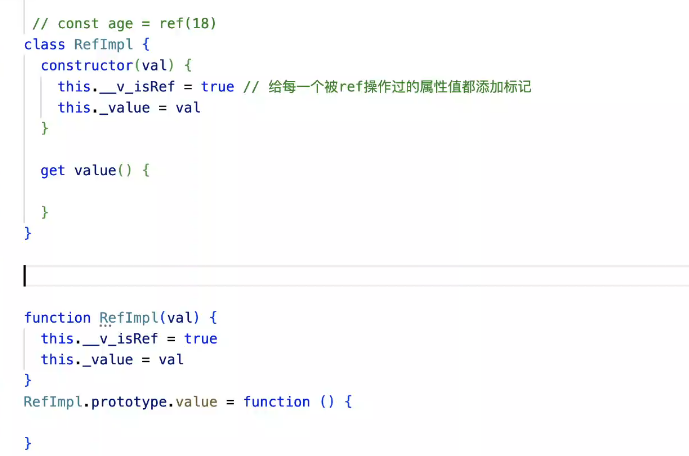 // const age = ref(18)
class RefImpl {
constructor(val) {
this.__v_isRef = true // 给每一个被ref操作过的属性值都添加标记
this._value = val
}
get value() {
}
}
function RefImpl(val) {
this.__v_isRef = true
this._value = val
}
RefImpl.prototype.value = function () {
}